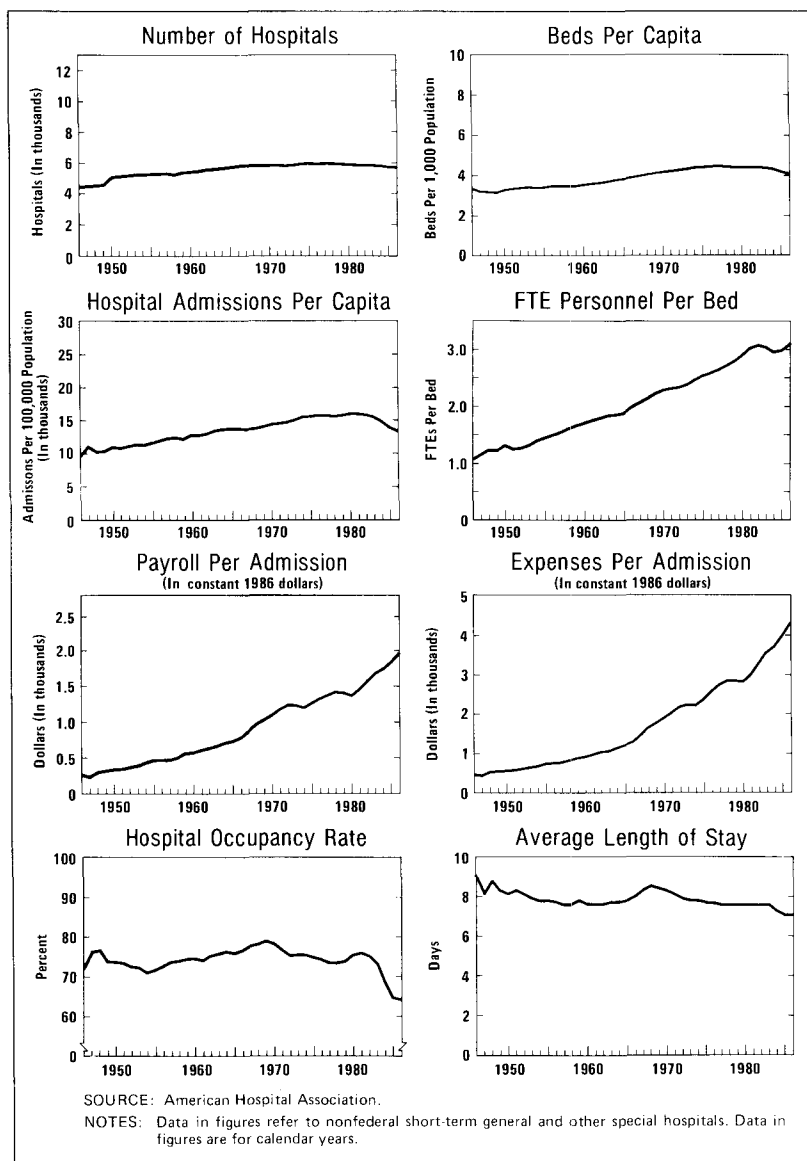 Number of Hospitals
Hospitals (In thousands)
12
10
8
6
4
2
0
1950 1960 1970 1980
Beds Per Capita
Beds Per 1,000 Population
10
8
6
4
2
0
1950 1960 1970 1980
Hospital Admissions Per Capita
Admissons Per 100,000 Population
(In thousands)
30
25
20
15
10
5
0
1950 1960 1970 1980
FTE Personnel Per Bed
FTEs Per Bed
3.0
2.0
1.0
1950 1960 1970 1980
Payroll Per Admission
(In constant 1986 dollars)
Dollars (In thousands)
2.5
2.0
1.5
1.0
0.5
0
1950 1960 1970 1980
Expenses Per Admission
(In constant 1986 dollars)
Dollars (In thousands)
5
4
3
2
1
0
1950 1960 1970 1980
Hospital Occupancy Rate
Percent
100
90
80
70
60
0
1950 1960 1970 1980
Average Length of Stay
Days
10
8
6
4
2
0
1950 1960 1970 1980
SOURCE: American Hospital Association.
NOTES: Data in figures refer to nonfederal short-term general and other special hospitals. Data in
figures are for calendar years.